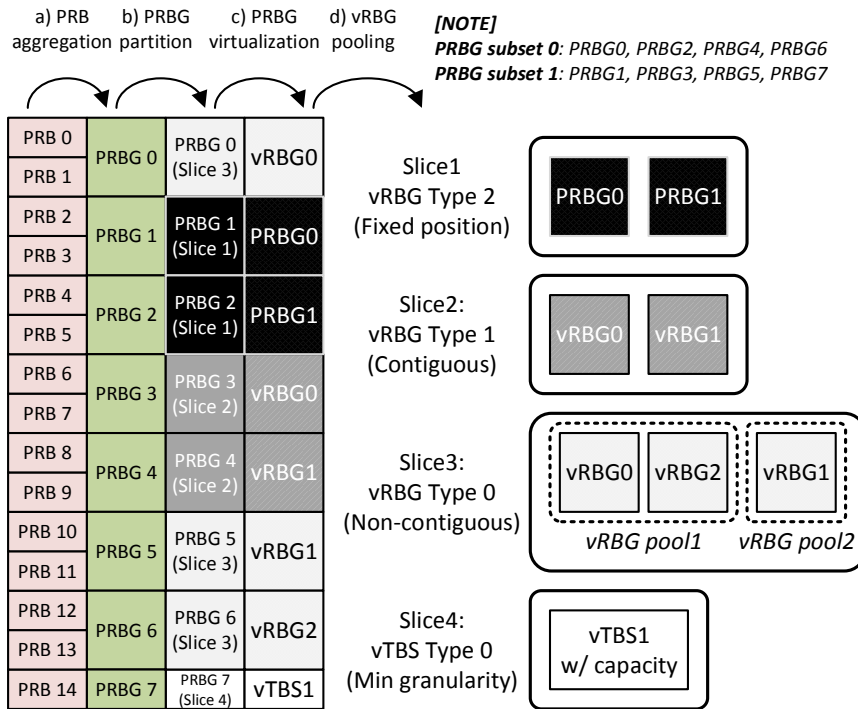 a) PRB aggregation
b) PRBG partition
c) PRBG virtualization
d) vRBG pooling
[NOTE]
PRBG subset 0: PRBG0, PRBG2, PRBG4, PRBG6
PRBG subset 1: PRBG1, PRBG3, PRBG5, PRBG7
PRB 0
PRB 1
PRB 2
PRB 3
PRB 4
PRB 5
PRB 6
PRB 7
PRB 8
PRB 9
PRB 10
PRB 11
PRB 12
PRB 13
PRB 14
PRBG 0
PRBG 1
PRBG 2
PRBG 3
PRBG 4
PRBG 5
PRBG 6
PRBG 7
PRBG 0
(Slice 3)
PRBG 1
(Slice 1)
PRBG 2
(Slice 1)
PRBG 3
(Slice 2)
PRBG 4
(Slice 2)
PRBG 5
(Slice 3)
PRBG 6
(Slice 3)
PRBG 7
(Slice 4)
vRBG0
PRBG0
PRBG1
vRBG0
vRBG1
vRBG1
vRBG2
vTBS1
Slice1
vRBG Type 2
(Fixed position)
PRBG0
PRBG1
Slice2:
vRBG Type 1
(Contiguous)
vRBG0
vRBG1
Slice3:
vRBG Type 0
(Non-contiguous)
vRBG0
vRBG2
vRBG1
vRBG pool1
vRBG pool2
Slice4:
vTBS Type 0
(Min granularity)
vTBS1
w/ capacity